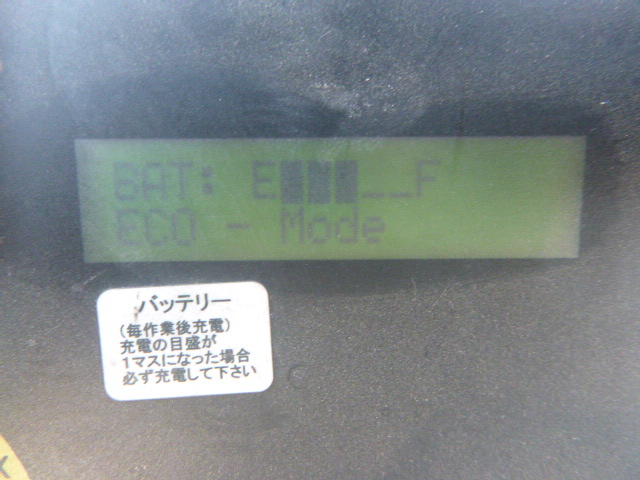 BAT: E███__F
ECO - Mode
バッテリー
(毎作業後充電)
充電の目盛が
1マスになった場合
必ず充電して下さい